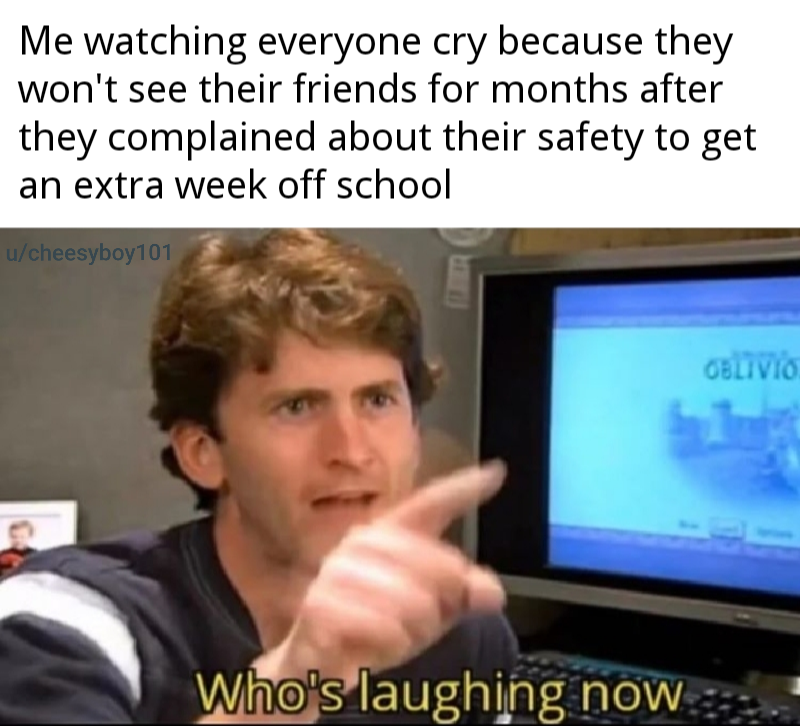 Me watching everyone cry because they
won't see their friends for months after
they complained about their safety to get
an extra week off school
u/cheesyboy101
OBLIVIO
Who's laughing now